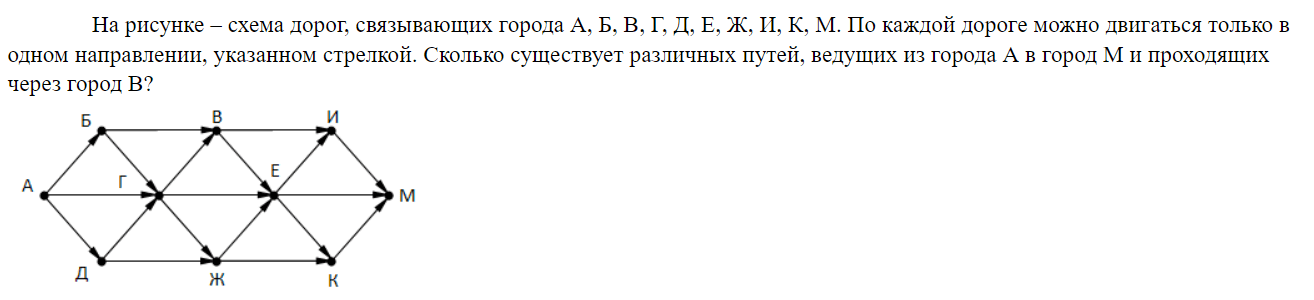 На рисунке – схема дорог, связывающих города А, Б, В, Г, Д, Е, Ж, И, К, М. По каждой дороге можно двигаться только в
одном направлении, указанном стрелкой. Сколько существует различных путей, ведущих из города А в город М и проходящих
через город В?
Б
В
И
А
Г
Е
М
Д
Ж
К